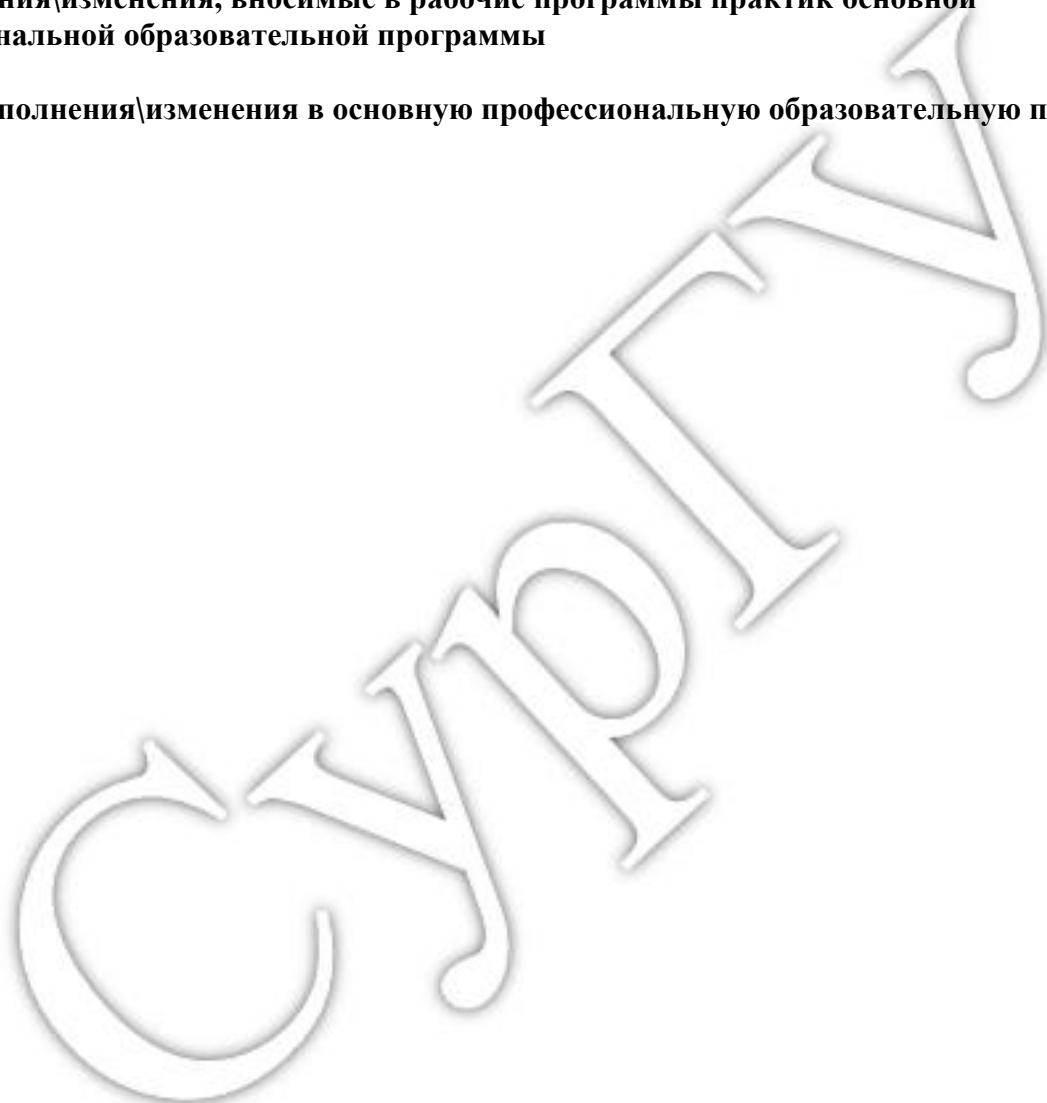 ния\изменения, вносимые в рабочие программы практик основной
нальной образовательной программы
полнения\изменения в основную профессиональную образовательную п
СурГУ